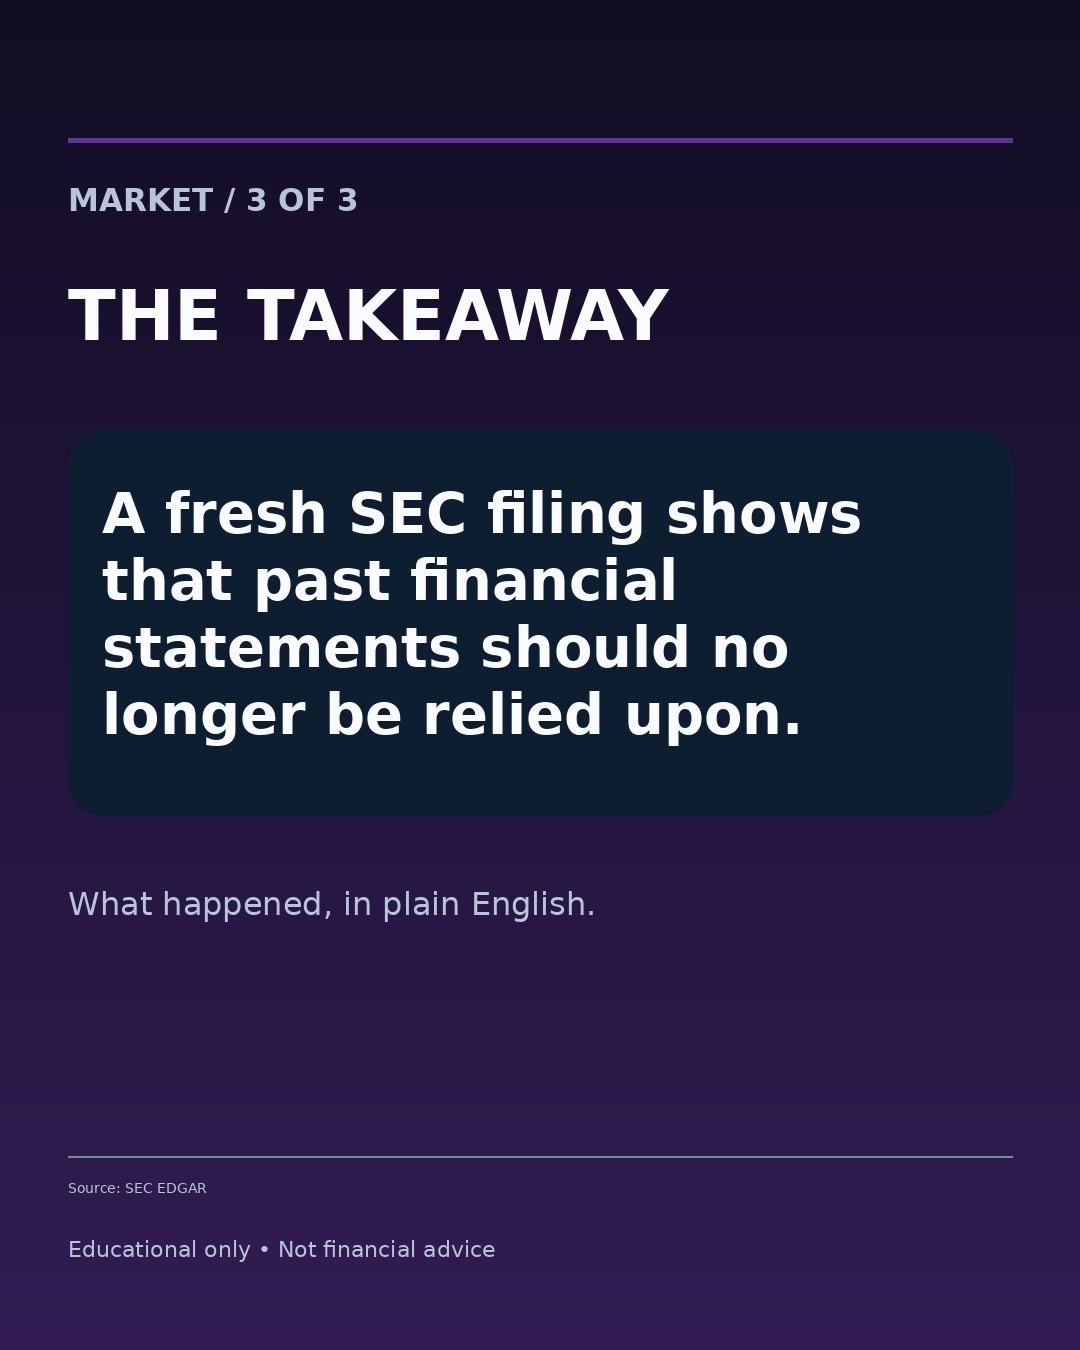 MARKET / 3 OF 3
THE TAKEAWAY
A fresh SEC filing shows
that past financial
statements should no
longer be relied upon.
What happened, in plain English.
Source: SEC EDGAR
Educational only • Not financial advice